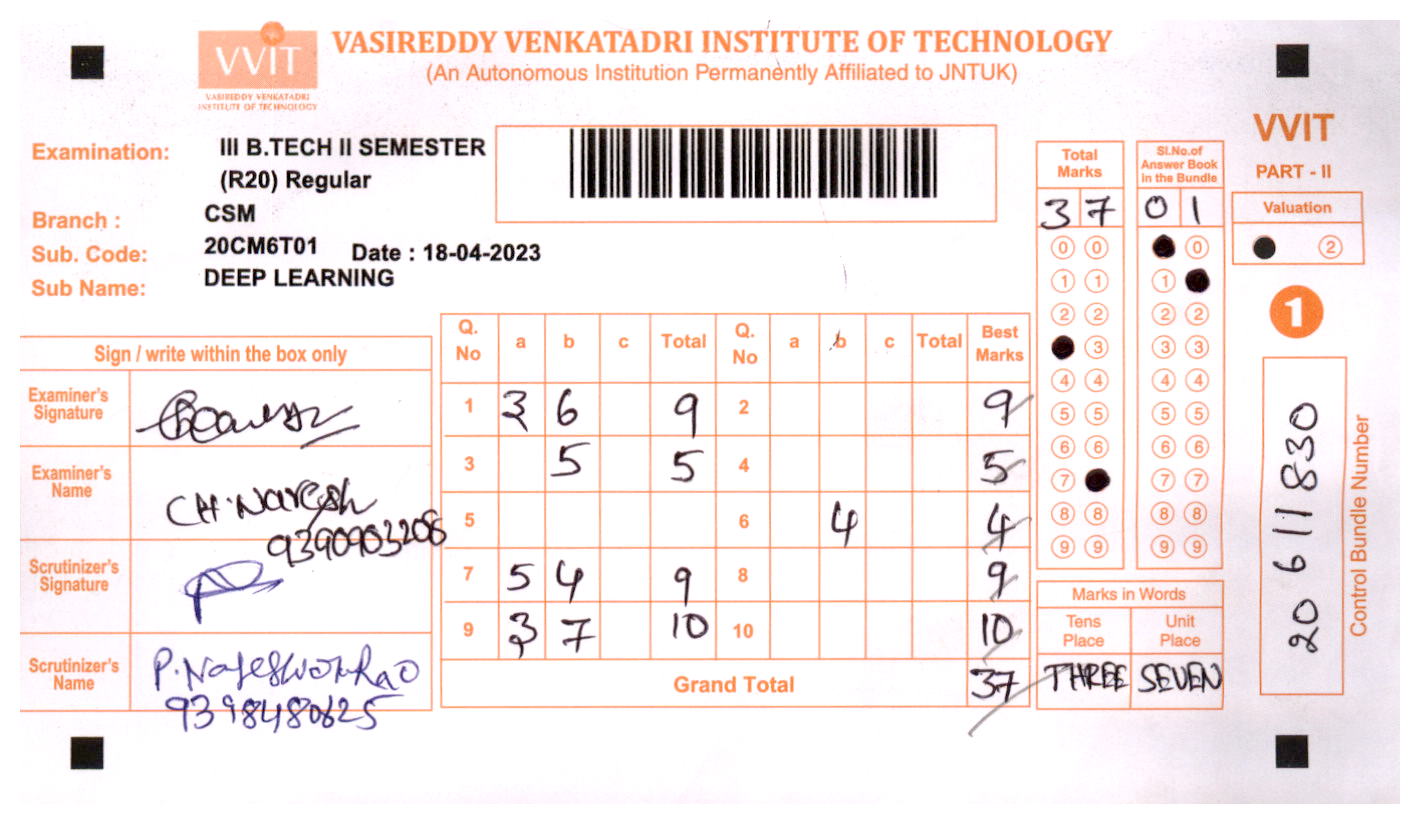 VVIT
VASIREDDY VENKATADRI
INSTITUTE OF TECHNOLOGY
VASIREDDY VENKATADRI INSTITUTE OF TECHNOLOGY
(An Autonomous Institution Permanently Affiliated to JNTUK)
Examination: III B.TECH II SEMESTER
(R20) Regular
Branch : CSM
Sub. Code: 20CM6T01 Date : 18-04-2023
Sub Name: DEEP LEARNING
Sign / write within the box only
Examiner's Signature
Examiner's Name CH. Naresh
9390903208
Scrutinizer's Signature
Scrutinizer's Name P. Nageswara Rao
9398480625
Q. No a b c Total Q. No a b c Total Best Marks
1 3 6 9 2 9
3 5 5 4 5
5 6 4 4
7 5 4 9 8 9
9 3 7 10 10 10
Grand Total 37
Total Marks
3 7
0 0
1 1
2 2
3
4 4
5 5
6 6
7
8 8
9 9
Sl.No.of Answer Book in the Bundle
0 1
0
1
2 2
3 3
4 4
5 5
6 6
7 7
8 8
9 9
Marks in Words
Tens Place Unit Place
THREE SEVEN
VVIT
PART - II
Valuation
2
1
20 611830
Control Bundle Number